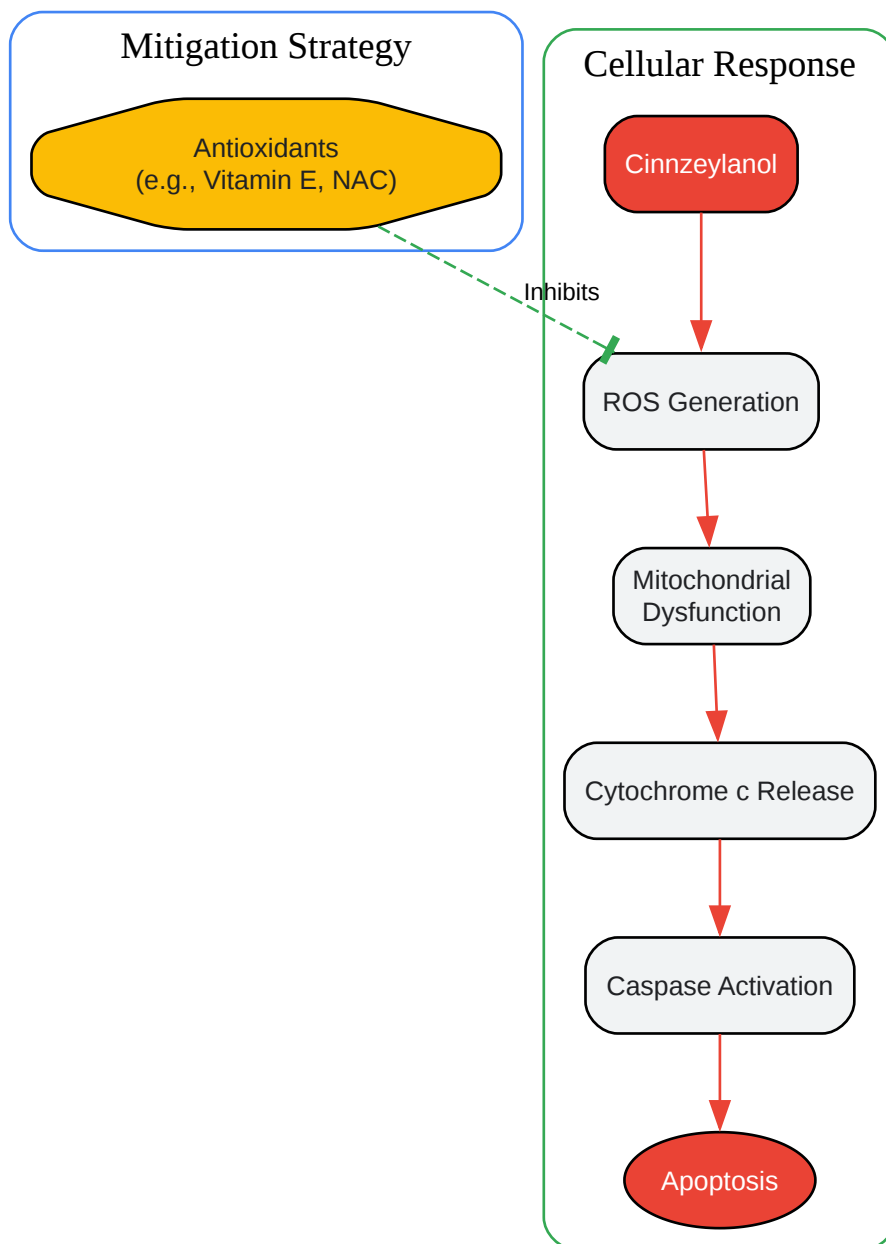 Mitigation Strategy
Antioxidants
(e.g., Vitamin E, NAC)
Inhibits
Cellular Response
Cinnzeylanol
ROS Generation
Mitochondrial
Dysfunction
Cytochrome c Release
Caspase Activation
Apoptosis